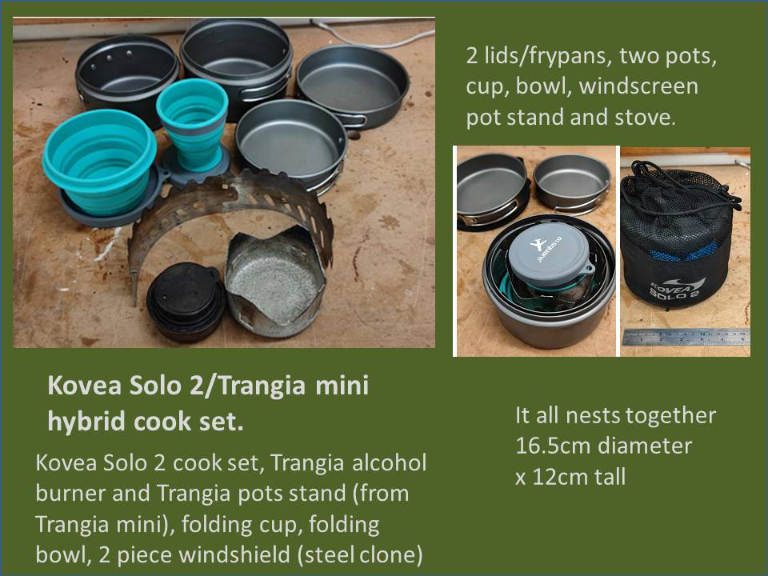 2 lids/frypans, two pots,
cup, bowl, windscreen
pot stand and stove.
KOVEA
SOLO 2
Kovea Solo 2/Trangia mini
hybrid cook set.
Kovea Solo 2 cook set, Trangia alcohol
burner and Trangia pots stand (from
Trangia mini), folding cup, folding
bowl, 2 piece windshield (steel clone)
It all nests together
16.5cm diameter
x 12cm tall